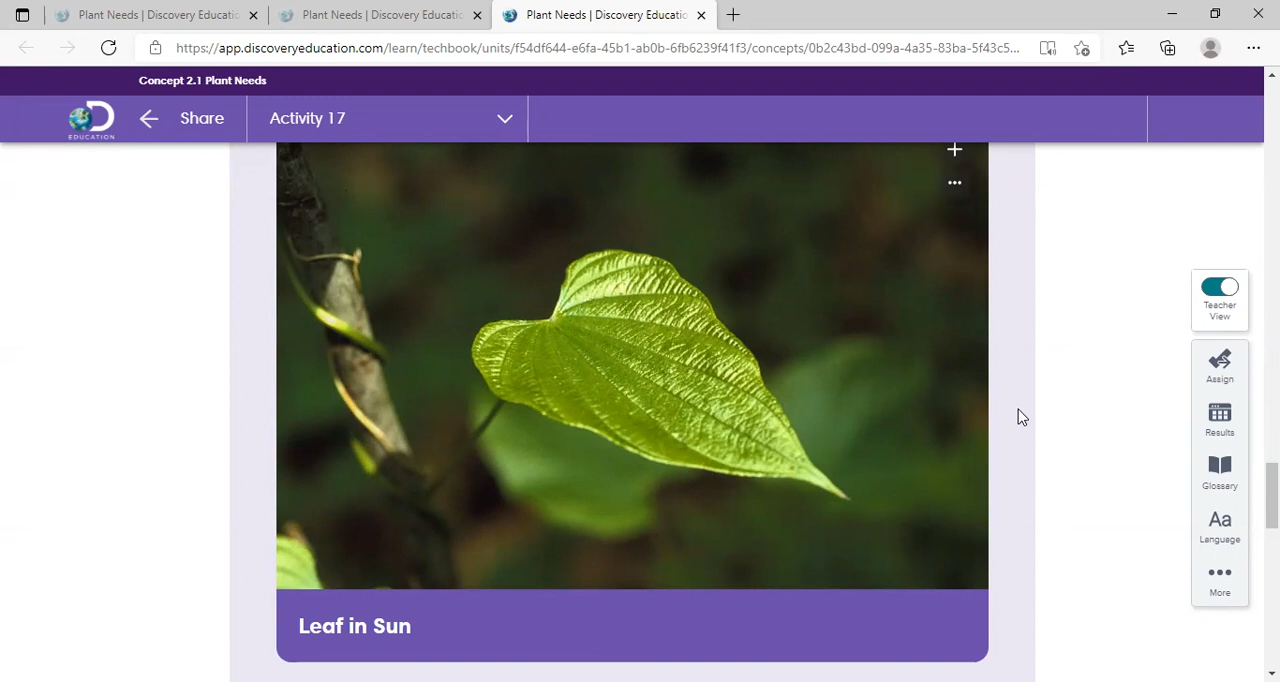 Plant Needs | Discovery Educatio
Plant Needs | Discovery Educatio
Plant Needs | Discovery Educatio
https://app.discoveryeducation.com/learn/techbook/units/f54df644-e6fa-45b1-ab0b-6fb6239f41f3/concepts/0b2c43bd-099a-4a35-83ba-5f43c5...
Concept 2.1 Plant Needs
D
EDUCATION
Share
Activity 17
Teacher
View
Assign
Results
Glossary
Aa
Language
More
Leaf in Sun